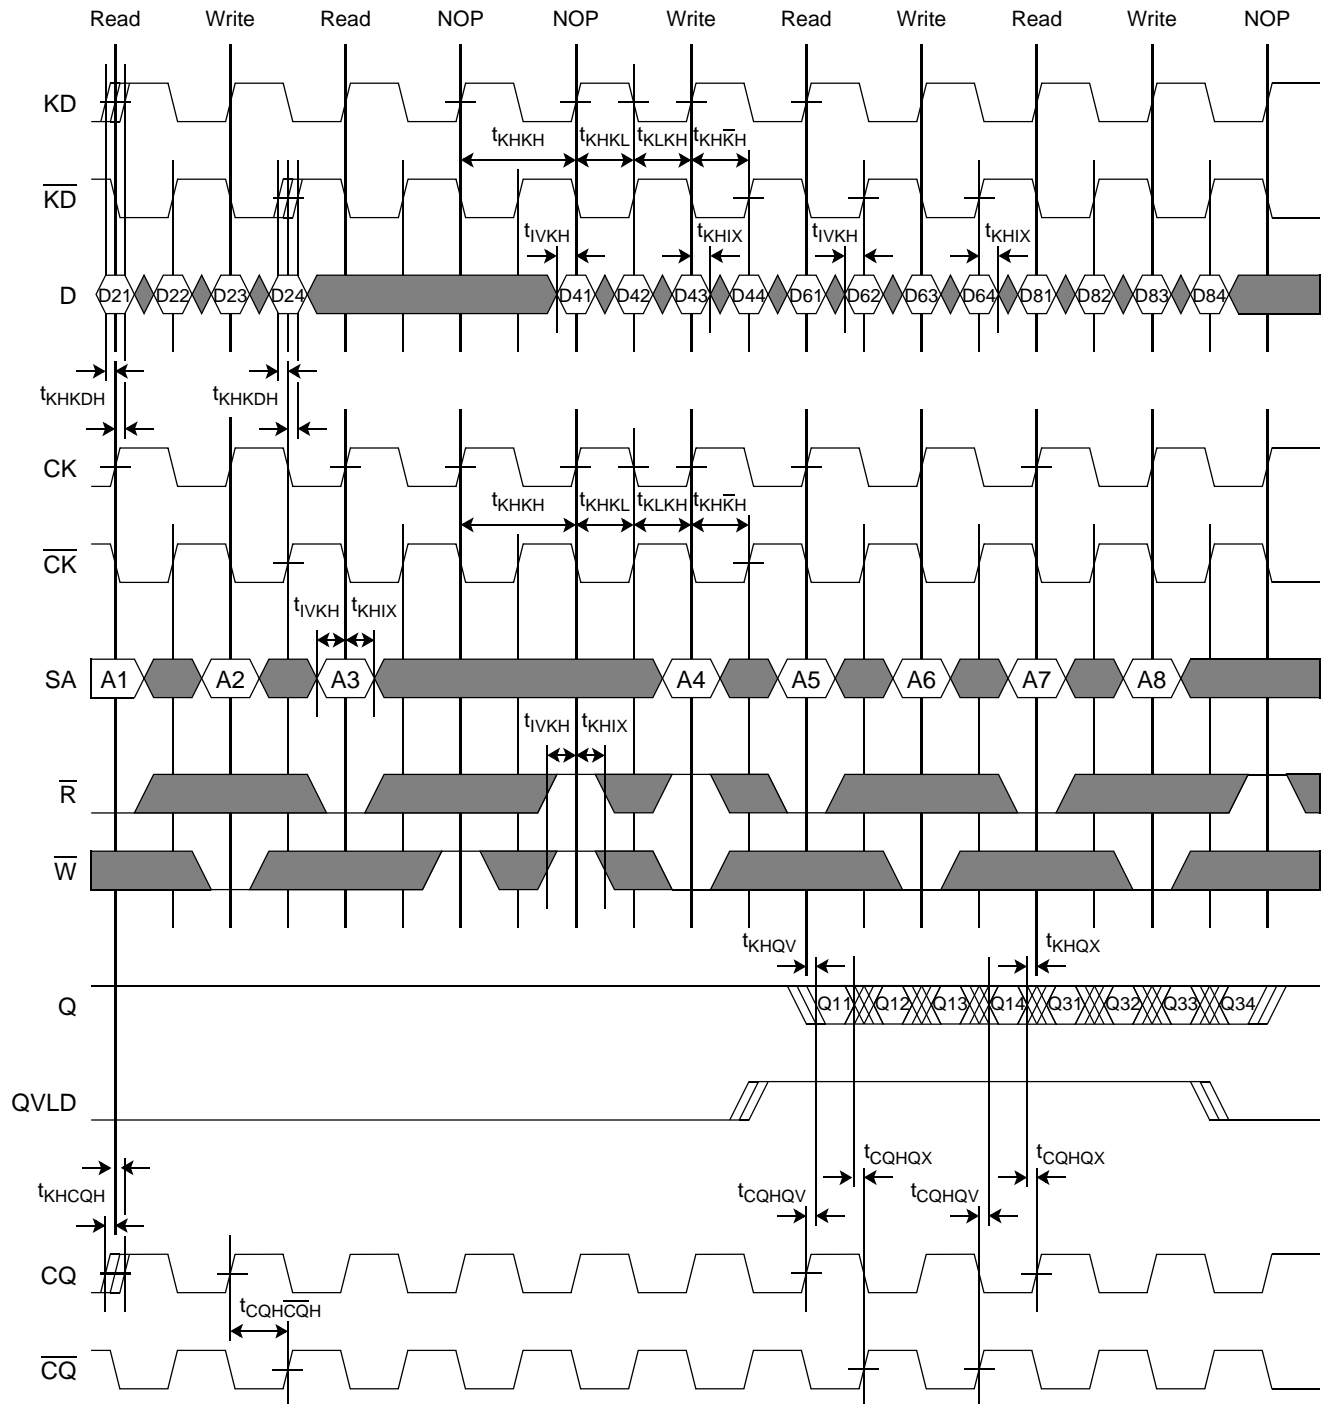 Read Write Read NOP NOP Write Read Write Read Write NOP
KD
tKHKH tKHKL tKLKH tKHK̅H
K̅D̅
tIVKH tKHIX tIVKH tKHIX
D D21 D22 D23 D24 D41 D42 D43 D44 D61 D62 D63 D64 D81 D82 D83 D84
tKHKDH tKHKDH
CK
tKHKH tKHKL tKLKH tKHK̅H
C̅K̅
tIVKH tKHIX
SA A1 A2 A3 A4 A5 A6 A7 A8
tIVKH tKHIX
R̅
W̅
tKHQV tKHQX
Q Q11 Q12 Q13 Q14 Q31 Q32 Q33 Q34
QVLD
tCQHQX tCQHQX
tKHCQH tCQHQV tCQHQV
CQ
tCQHC̅Q̅H
C̅Q̅